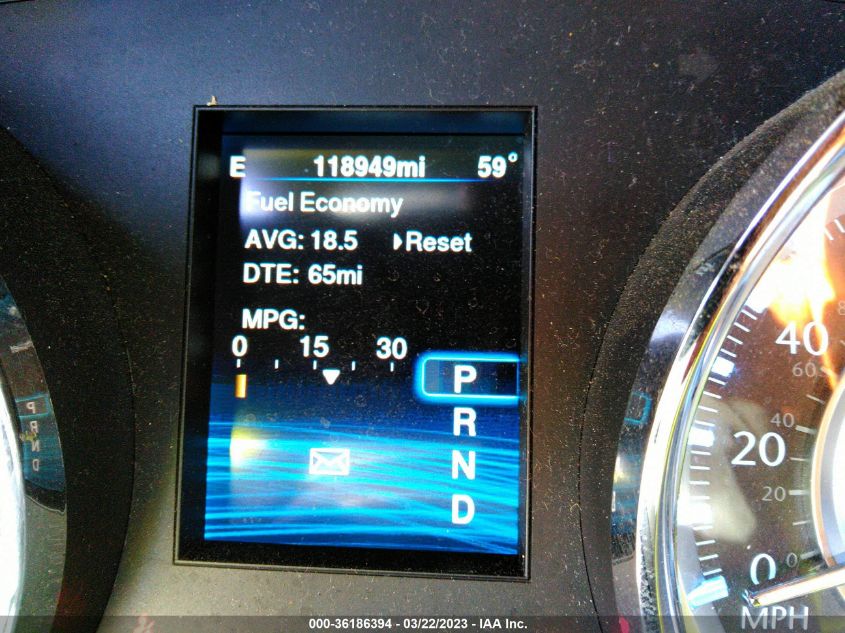 E 118949mi 59°
Fuel Economy
AVG: 18.5 Reset
DTE: 65mi
MPG:
0 15 30
P
R
N
D
P
R
N
D
40
60
40
20
20
0
0
MPH
000-36186394 - 03/22/2023 - IAA Inc.